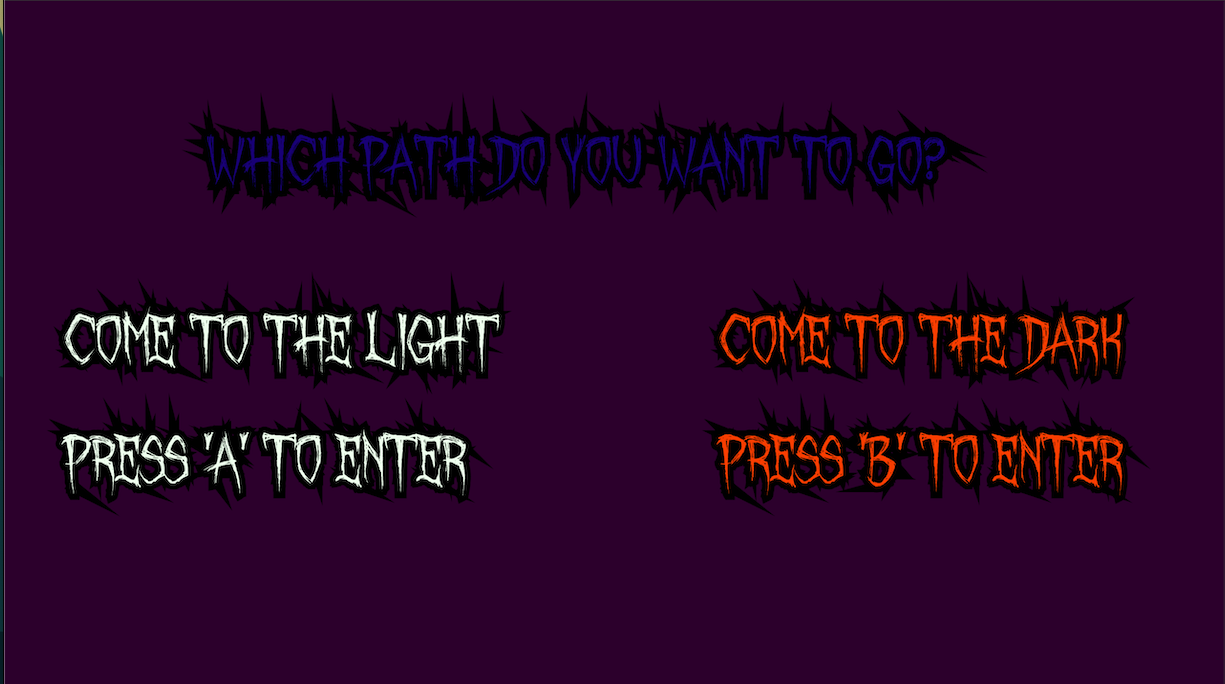 WHICH PATH DO YOU WANT TO GO?
COME TO THE LIGHT
PRESS 'A' TO ENTER
COME TO THE DARK
PRESS 'B' TO ENTER